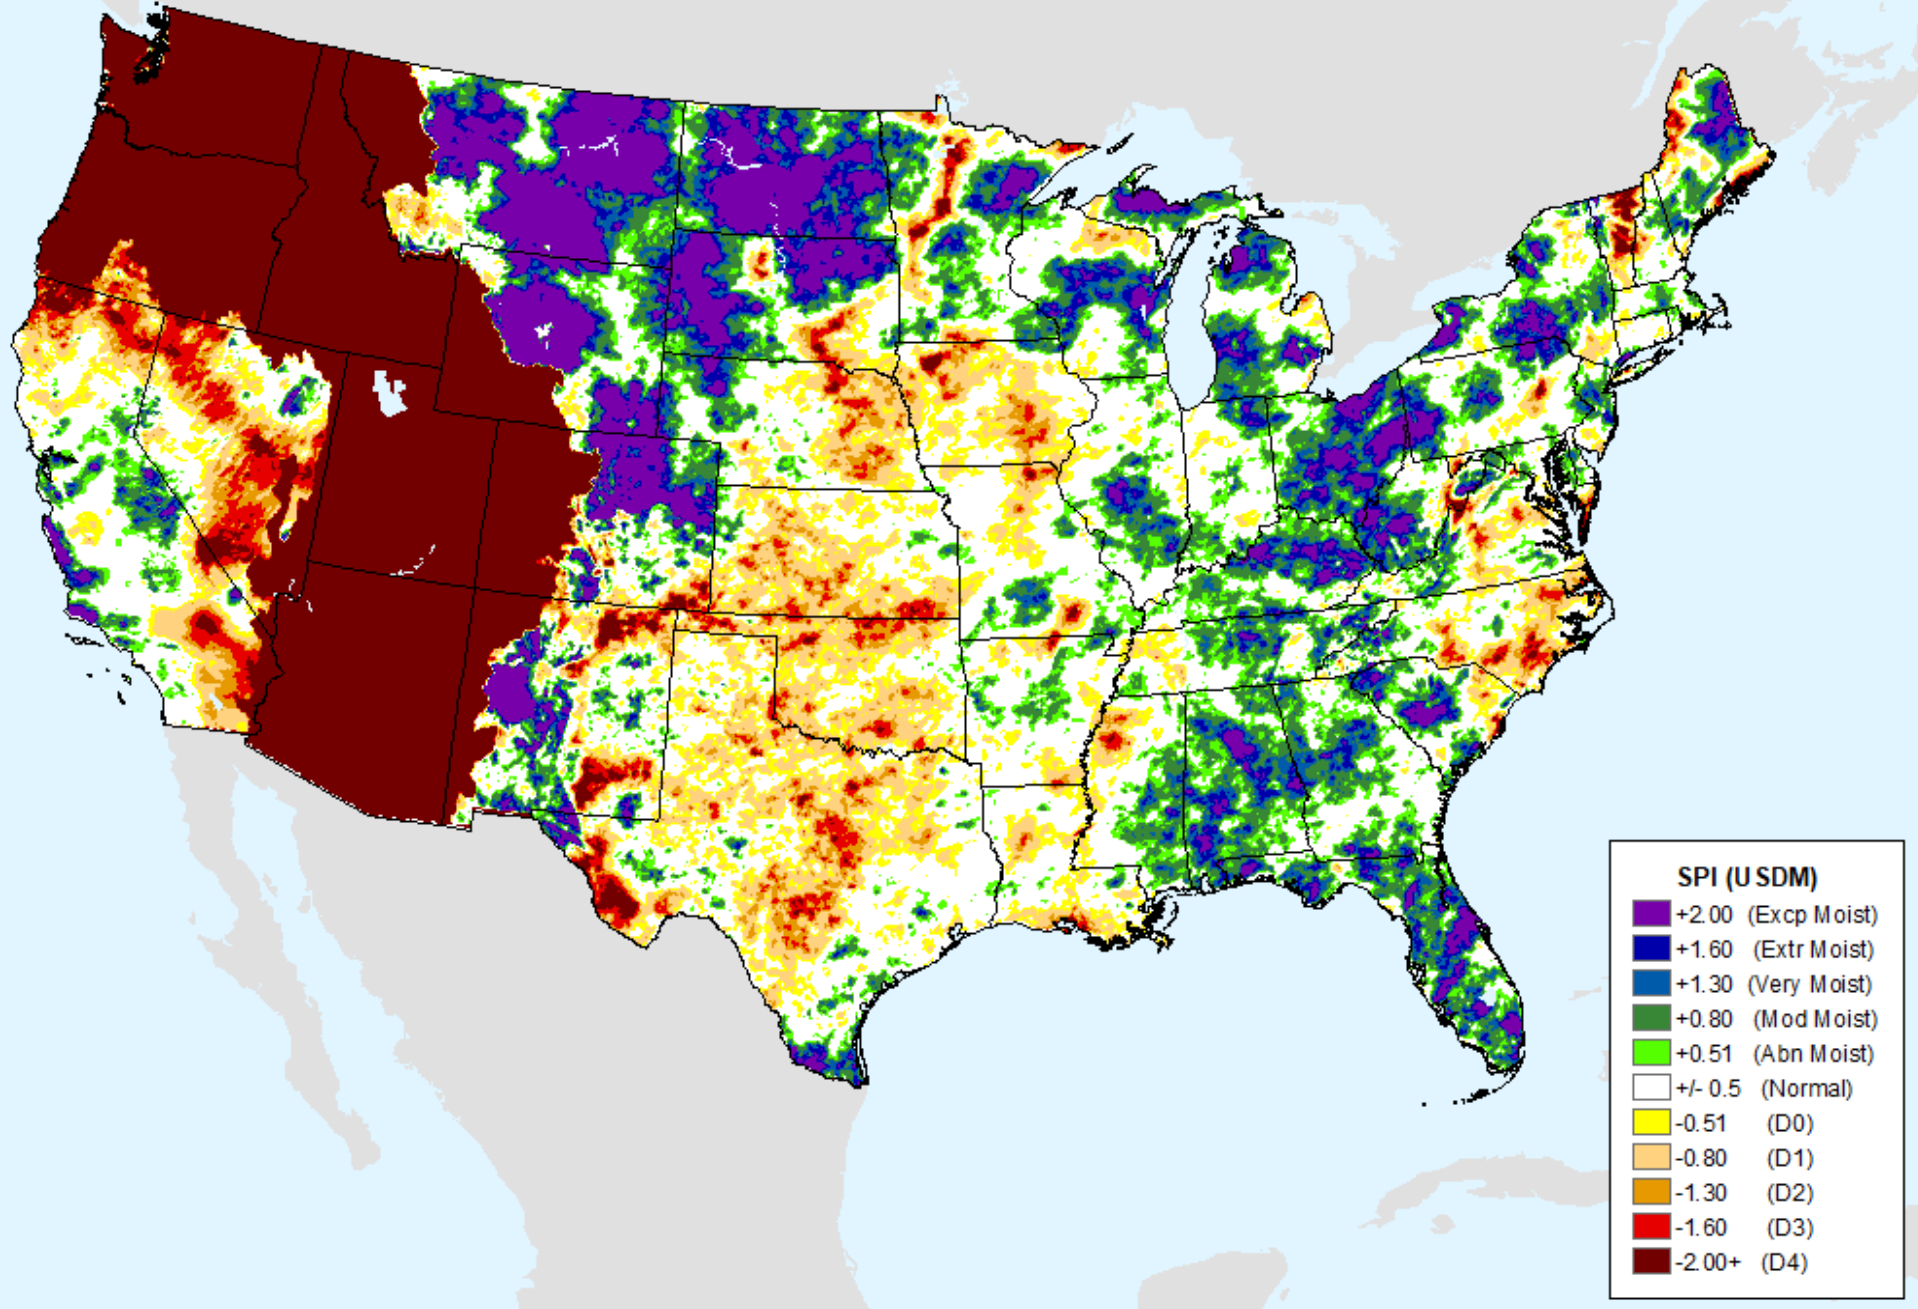 SPI (USDM)
+2.00 (Excp Moist)
+1.60 (Extr Moist)
+1.30 (Very Moist)
+0.80 (Mod Moist)
+0.51 (Abn Moist)
+/- 0.5 (Normal)
-0.51 (D0)
-0.80 (D1)
-1.30 (D2)
-1.60 (D3)
-2.00+ (D4)